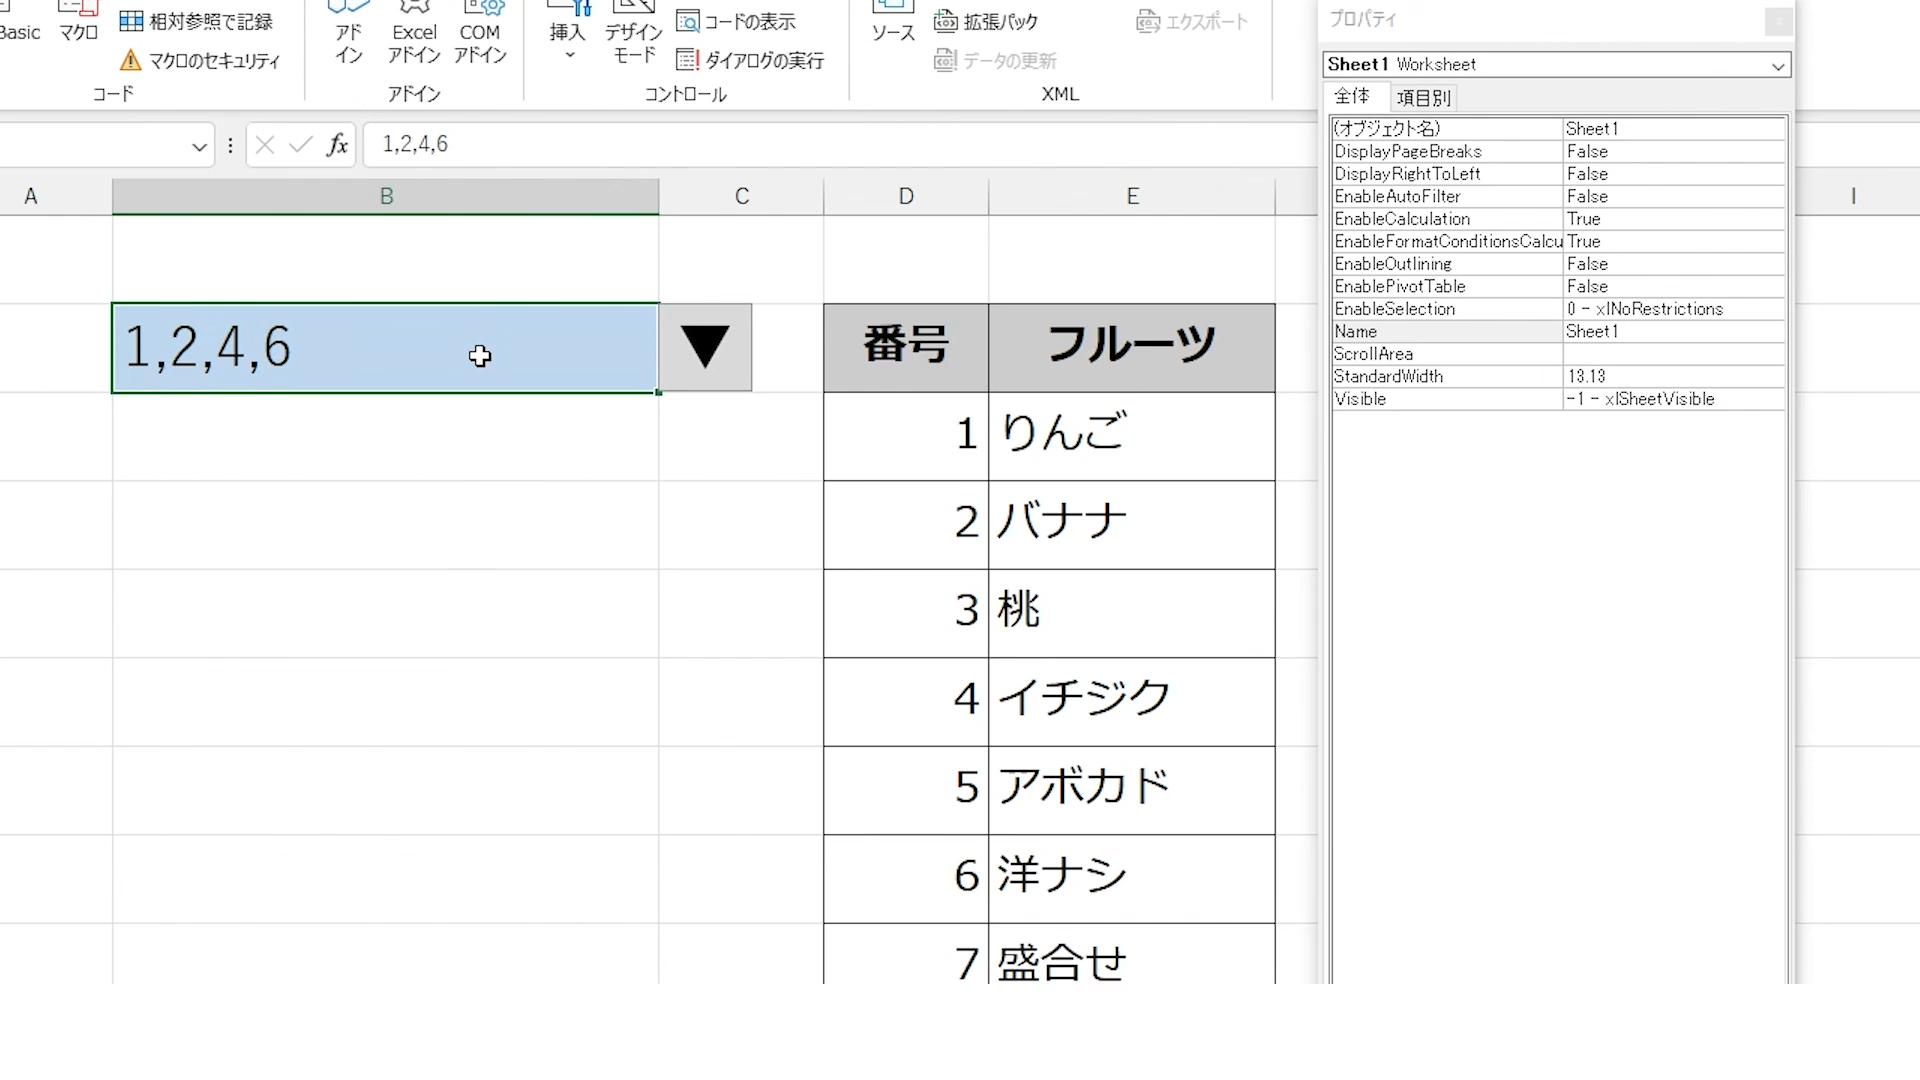 Basic
マクロ
相対参照で記録
マクロのセキュリティ
コード
アド
イン
Excel
アドイン
COM
アドイン
アドイン
挿入
デザイン
モード
コードの表示
ダイアログの実行
コントロール
ソース
拡張パック
データの更新
エクスポート
XML
fx
1,2,4,6
A B C D E I
1,2,4,6
番号 フルーツ
1 りんご
2 バナナ
3 桃
4 イチジク
5 アボカド
6 洋ナシ
7 盛合せ
プロパティ
Sheet1 Worksheet
全体 項目別
(オブジェクト名) Sheet1
DisplayPageBreaks False
DisplayRightToLeft False
EnableAutoFilter False
EnableCalculation True
EnableFormatConditionsCalcu True
EnableOutlining False
EnablePivotTable False
EnableSelection 0 - xlNoRestrictions
Name Sheet1
ScrollArea
StandardWidth 13.13
Visible -1 - xlSheetVisible